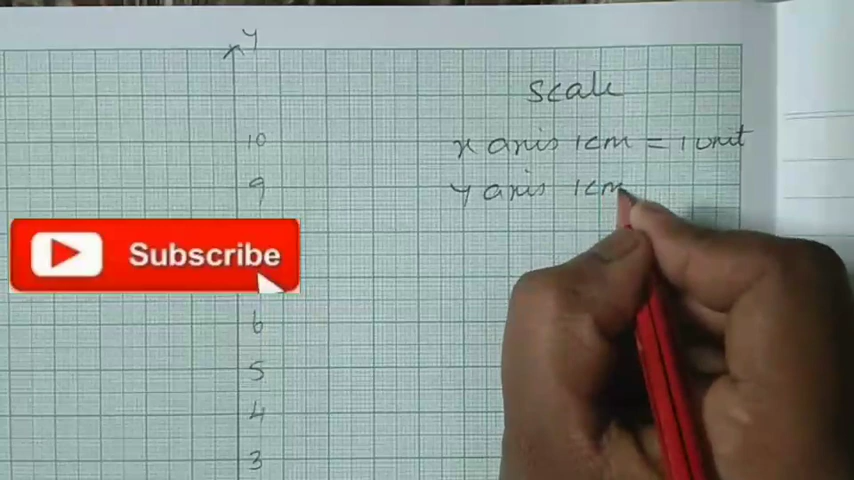 y
scale
10
x axis 1cm = 1 unit
9
y axis 1cm
Subscribe
6
5
4
3